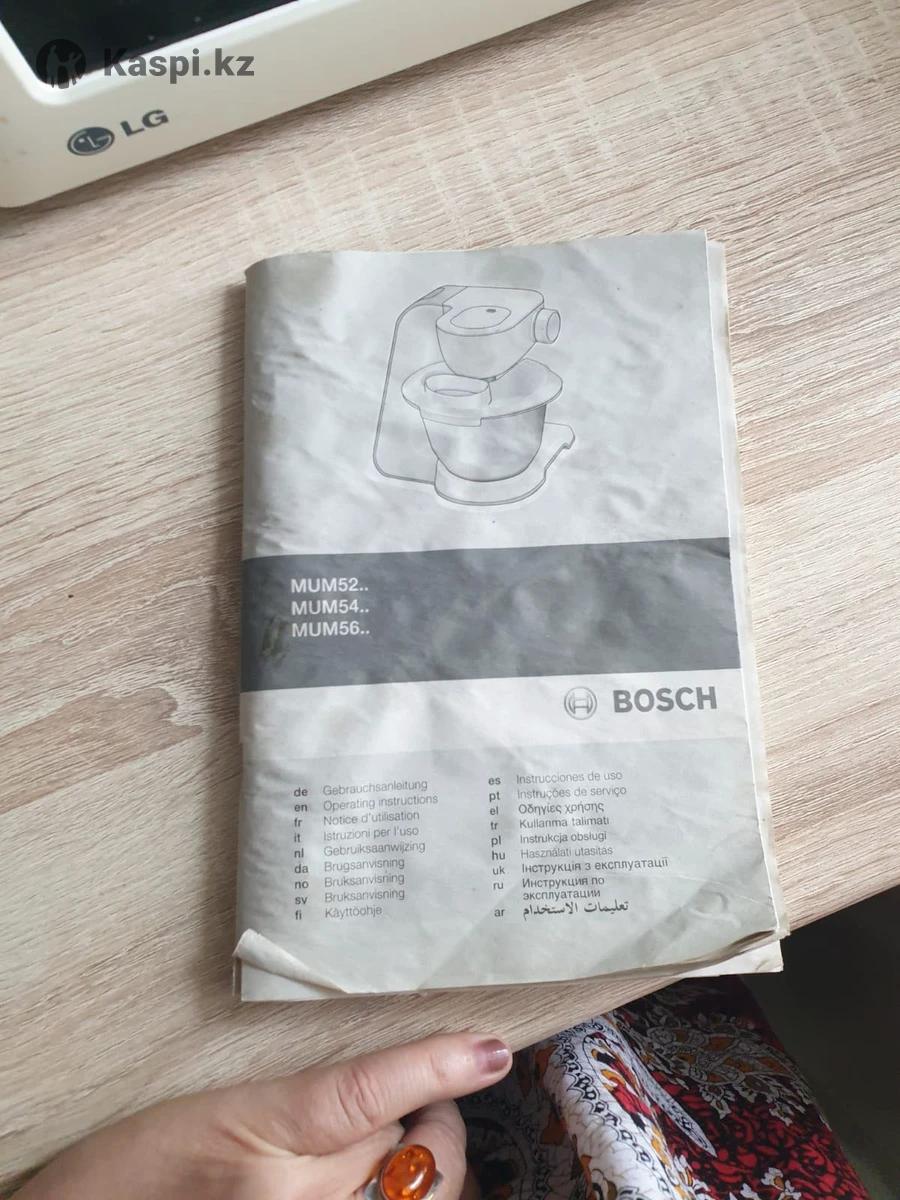 Kaspi.kz
LG
MUM52..
MUM54..
MUM56..
BOSCH
de Gebrauchsanleitung
en Operating instructions
fr Notice d'utilisation
it Istruzioni per l'uso
nl Gebruiksaanwijzing
da Brugsanvisning
no Bruksanvisning
sv Bruksanvisning
fi Käyttöohje
es Instrucciones de uso
pt Instruções de serviço
el Οδηγίες χρήσης
tr Kullanma talimatı
pl Instrukcja obsługi
hu Használati utasítás
uk Інструкція з експлуатації
ru Инструкция по
эксплуатации
ar تعليمات الاستخدام